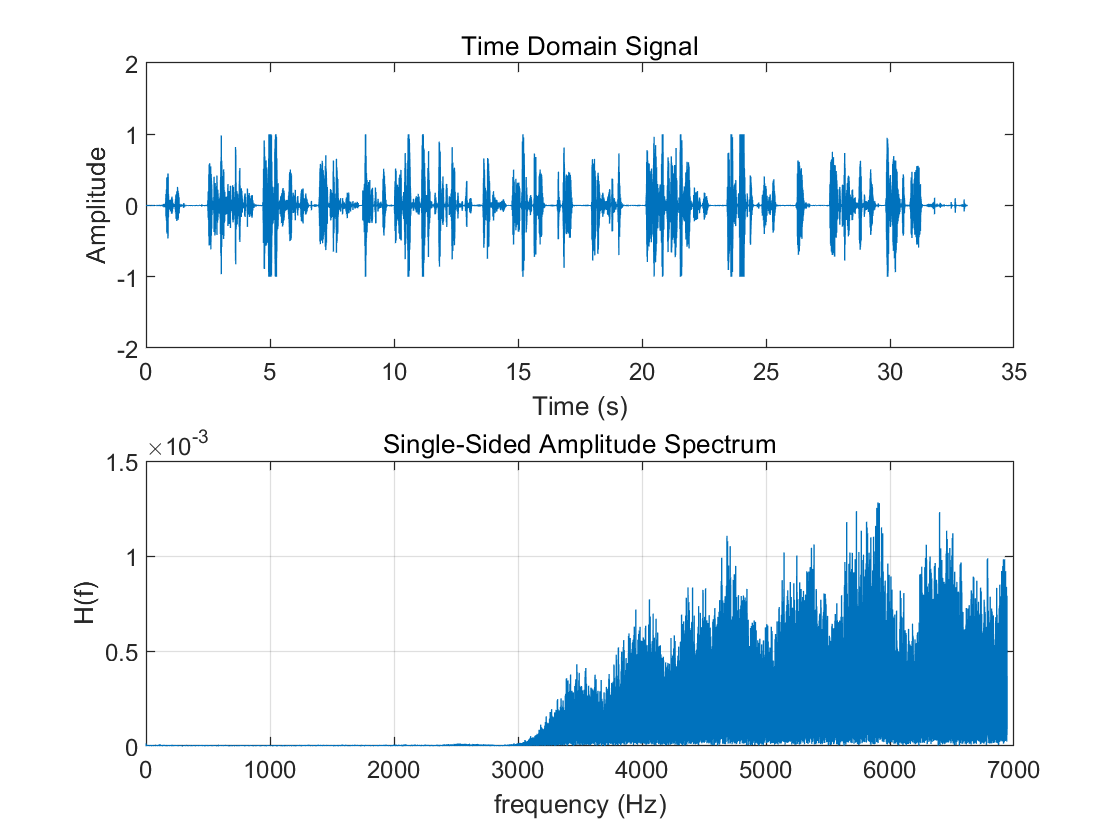 Time Domain Signal
2
1
0
-1
-2
Amplitude
0 5 10 15 20 25 30 35
Time (s)
×10-3
Single-Sided Amplitude Spectrum
1.5
1
0.5
0
H(f)
0 1000 2000 3000 4000 5000 6000 7000
frequency (Hz)